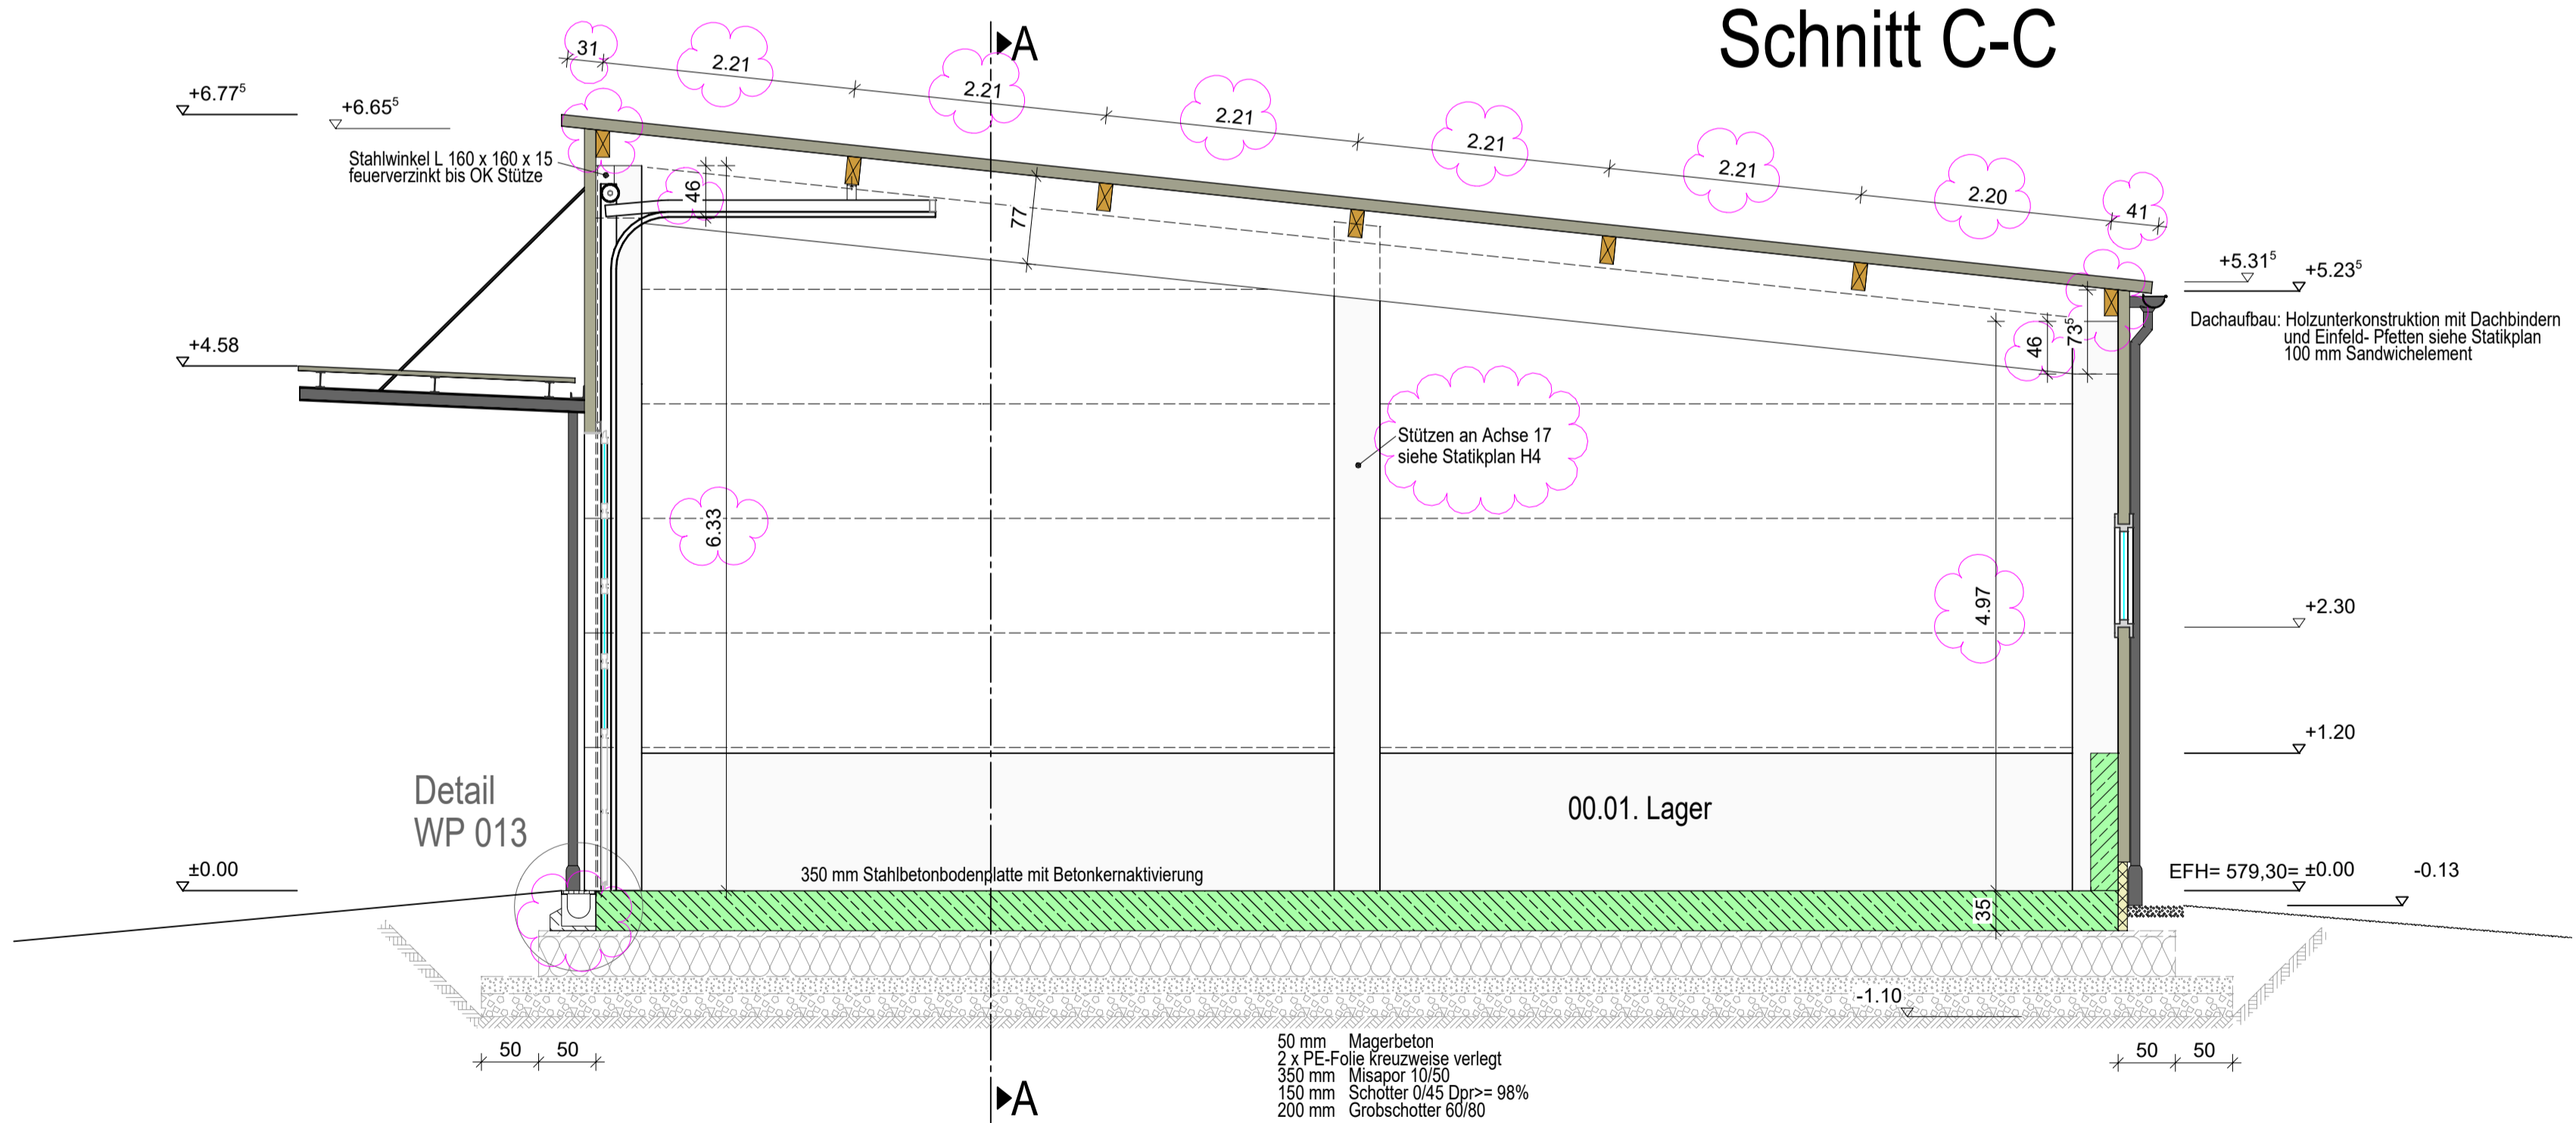 Schnitt C-C
A
31
2.21
2.21
2.21
2.21
2.21
2.20
41
+6.77⁵
+6.65⁵
Stahlwinkel L 160 x 160 x 15
feuerverzinkt bis OK Stütze
46
77
+5.31⁵
+5.23⁵
Dachaufbau: Holzunterkonstruktion mit Dachbindern
und Einfeld- Pfetten siehe Statikplan
100 mm Sandwichelement
46
73⁵
+4.58
Stützen an Achse 17
siehe Statikplan H4
6.33
4.97
+2.30
+1.20
Detail
WP 013
00.01. Lager
±0.00
350 mm Stahlbetonbodenplatte mit Betonkernaktivierung
EFH= 579,30= ±0.00
-0.13
35
-1.10
50
50
50
50
50 mm Magerbeton
2 x PE-Folie kreuzweise verlegt
350 mm Misapor 10/50
150 mm Schotter 0/45 Dpr>= 98%
200 mm Grobschotter 60/80
A